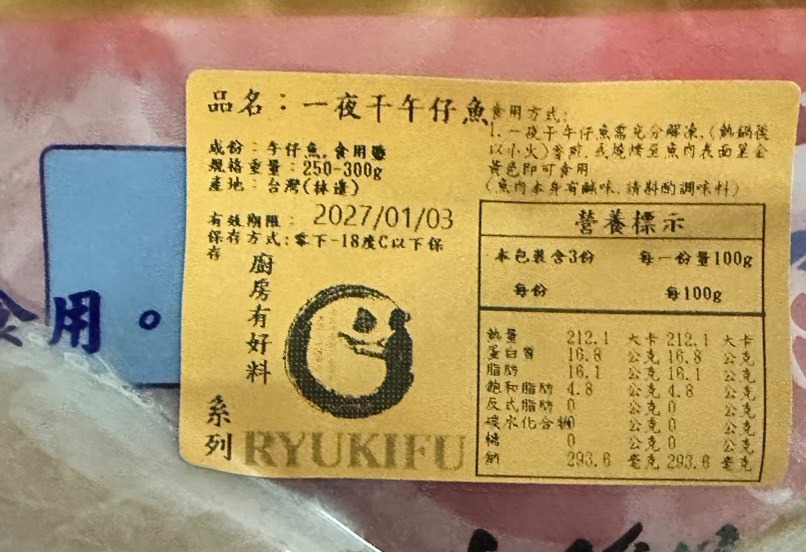 品名：一夜干午仔魚
成份：午仔魚,食用鹽
規格重量：250-300g
產地：台灣(林邊)
有效期限： 2027/01/03
保存方式:零下-18度C以下保
存
廚房有好料
系列
RYUKIFU
食用方式:
1.一夜干午仔魚需充分解凍,(熱鍋後
以小火)香煎,或燒烤至魚肉表面呈金
黃色即可食用
(魚肉本身有鹹味,請斟酌調味料)
營養標示
本包裝含3份 每一份量100g
每份 每100g
熱量 212.1 大卡 212.1 大卡
蛋白質 16.8 公克 16.8 公克
脂肪 16.1 公克 16.1 公克
飽和脂肪 4.8 公克 4.8 公克
反式脂肪 0 公克 0 公克
碳水化合物0 公克 0 公克
糖 0 公克 0 公克
鈉 293.6 毫克 293.6 毫克
食用。